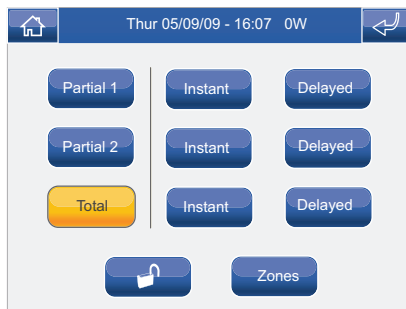 Thur 05/09/09 - 16:07 0W
Partial 1 Instant Delayed
Partial 2 Instant Delayed
Total Instant Delayed
Zones